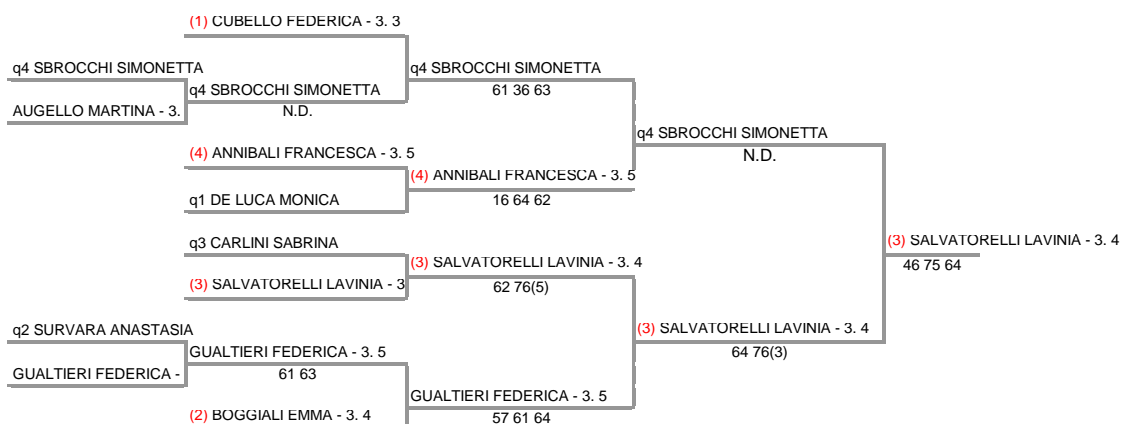 (1) CUBELLO FEDERICA - 3. 3
q4 SBROCCHI SIMONETTA
AUGELLO MARTINA - 3.
q4 SBROCCHI SIMONETTA
N.D.
q4 SBROCCHI SIMONETTA
61 36 63
(4) ANNIBALI FRANCESCA - 3. 5
q1 DE LUCA MONICA
(4) ANNIBALI FRANCESCA - 3. 5
16 64 62
q4 SBROCCHI SIMONETTA
N.D.
q3 CARLINI SABRINA
(3) SALVATORELLI LAVINIA - 3
(3) SALVATORELLI LAVINIA - 3. 4
62 76(5)
q2 SURVARA ANASTASIA
GUALTIERI FEDERICA -
GUALTIERI FEDERICA - 3. 5
61 63
(2) BOGGIALI EMMA - 3. 4
GUALTIERI FEDERICA - 3. 5
57 61 64
(3) SALVATORELLI LAVINIA - 3. 4
64 76(3)
(3) SALVATORELLI LAVINIA - 3. 4
46 75 64